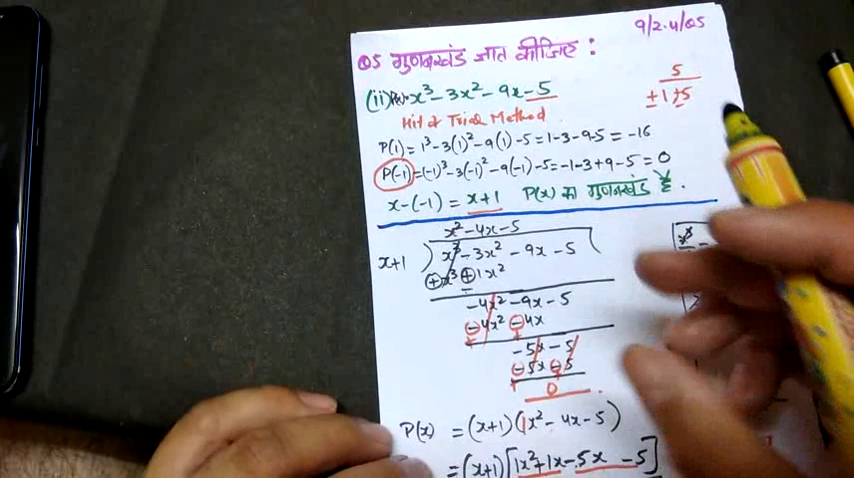 9/2.4/Q5
Q5 गुणनखंड ज्ञात कीजिए :
5
(ii) P(x)= x³ - 3x² - 9x - 5
±1, ±5
Hit & Trial Method
P(1) = 1³ - 3(1)² - 9(1) - 5 = 1 - 3 - 9 - 5 = -16
P(-1) = (-1)³ - 3(-1)² - 9(-1) - 5 = -1 - 3 + 9 - 5 = 0
x - (-1) = x+1 P(x) का गुणनखंड है.
x² - 4x - 5
x+1 ) x³ - 3x² - 9x - 5
+x³ + 1x²
-4x² - 9x - 5
-4x² - 4x
-5x - 5
-5x - 5
0
P(x) = (x+1)(1x² - 4x - 5)
= (x+1)[1x² + 1x - 5x - 5]